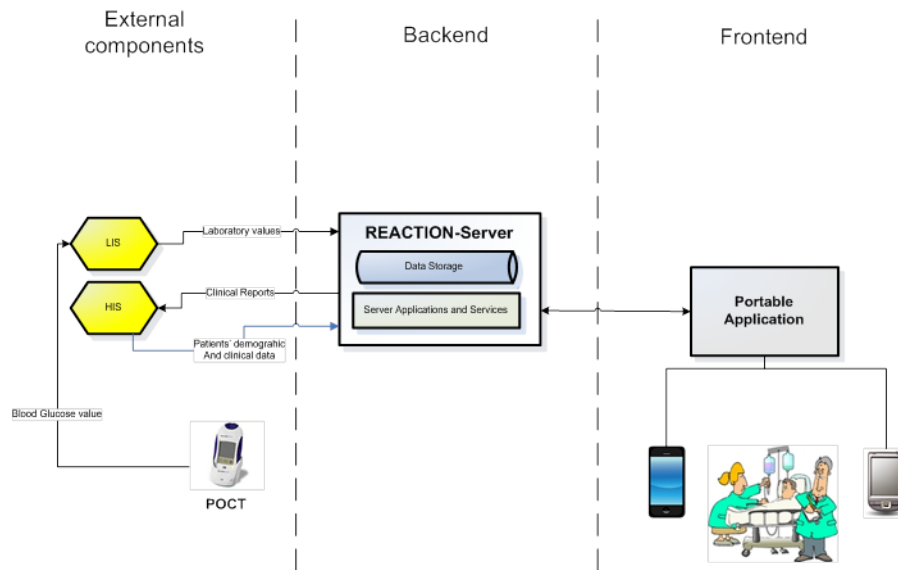 External
components
Backend
Frontend
LIS
Laboratory values
REACTION-Server
Data Storage
HIS
Clinical Reports
Server Applications and Services
Portable
Application
Patients´ demograhic
And clinical data
Blood Glucose value
POCT